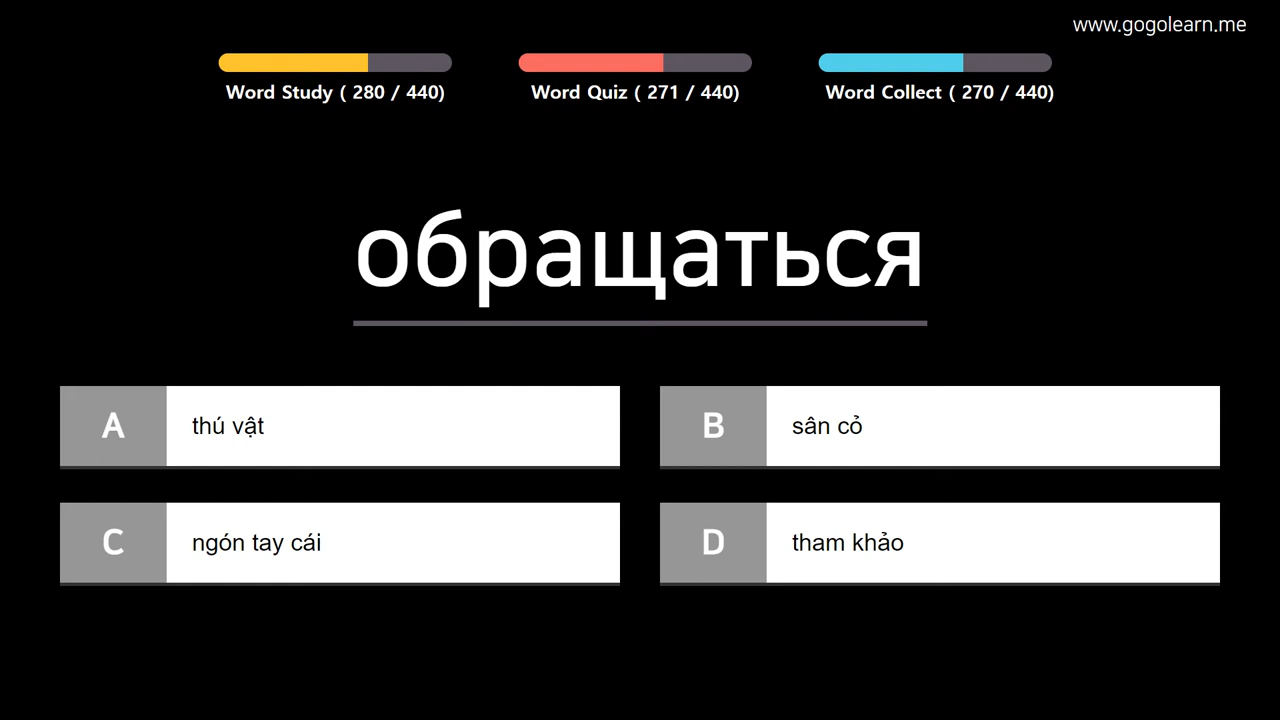 www.gogolearn.me
Word Study ( 280 / 440)
Word Quiz ( 271 / 440)
Word Collect ( 270 / 440)
обращаться
A
thú vật
B
sân cỏ
C
ngón tay cái
D
tham khảo